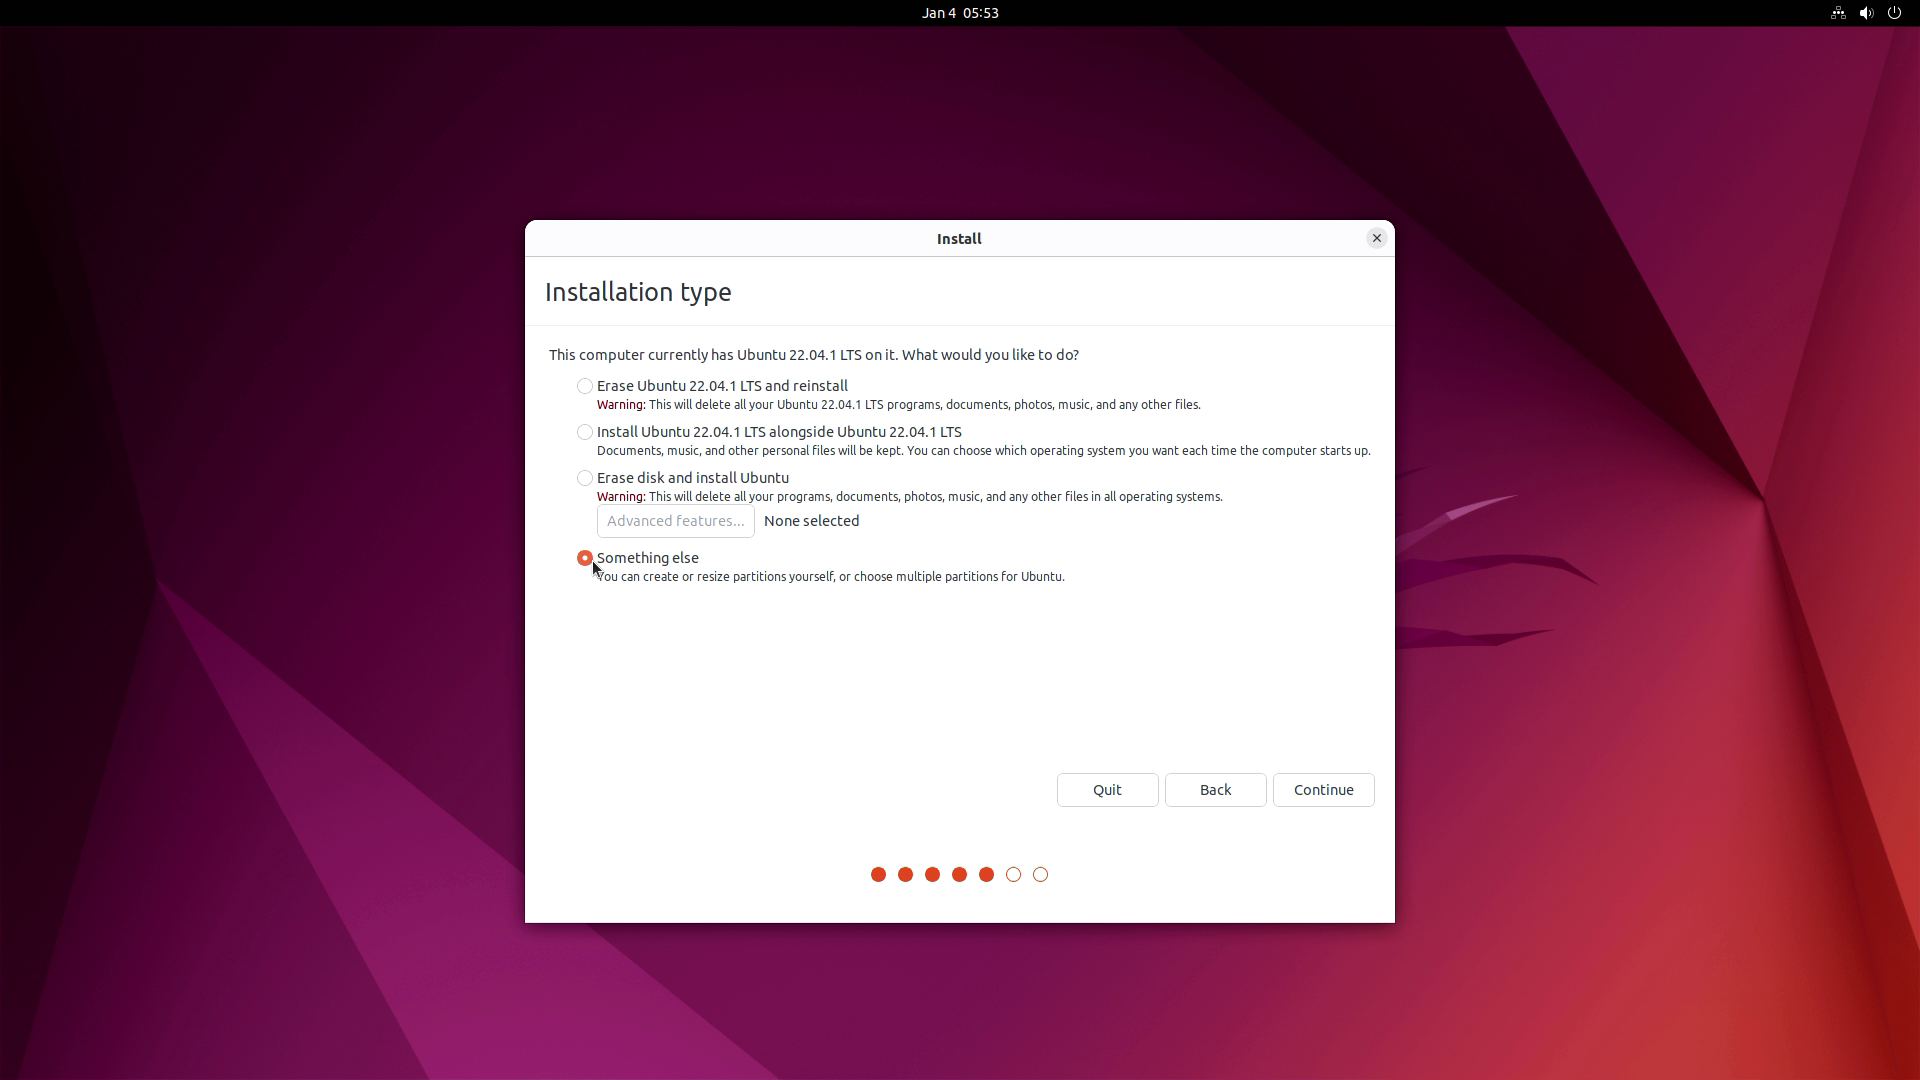 Jan 4 05:53
Install
Installation type
This computer currently has Ubuntu 22.04.1 LTS on it. What would you like to do?
Erase Ubuntu 22.04.1 LTS and reinstall
Warning: This will delete all your Ubuntu 22.04.1 LTS programs, documents, photos, music, and any other files.
Install Ubuntu 22.04.1 LTS alongside Ubuntu 22.04.1 LTS
Documents, music, and other personal files will be kept. You can choose which operating system you want each time the computer starts up.
Erase disk and install Ubuntu
Warning: This will delete all your programs, documents, photos, music, and any other files in all operating systems.
Advanced features... None selected
Something else
You can create or resize partitions yourself, or choose multiple partitions for Ubuntu.
Quit Back Continue